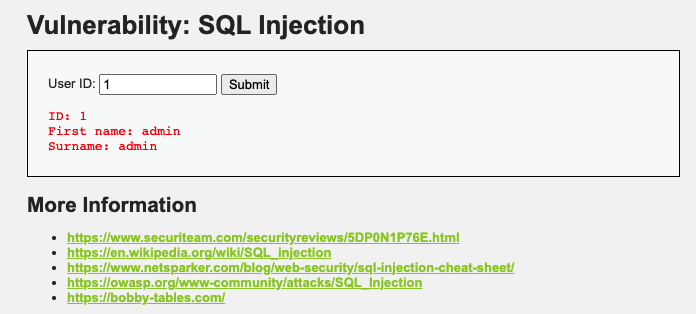 Vulnerability: SQL Injection
User ID: 1 Submit
ID: 1
First name: admin
Surname: admin
More Information
https://www.securiteam.com/securityreviews/5DP0N1P76E.html
https://en.wikipedia.org/wiki/SQL_injection
https://www.netsparker.com/blog/web-security/sql-injection-cheat-sheet/
https://owasp.org/www-community/attacks/SQL_Injection
https://bobby-tables.com/